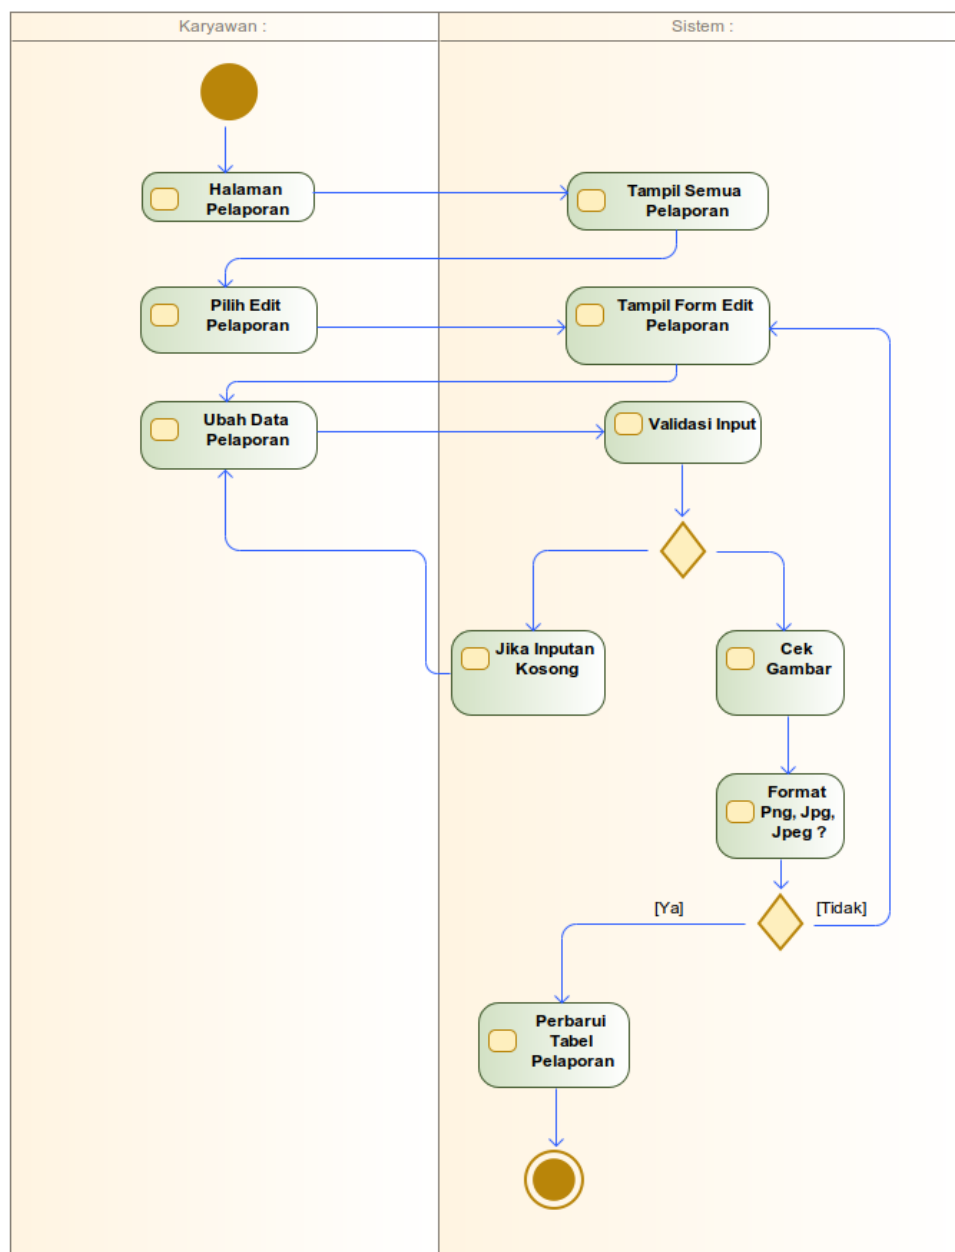 Karyawan :
Sistem :
Halaman
Pelaporan
Tampil Semua
Pelaporan
Pilih Edit
Pelaporan
Tampil Form Edit
Pelaporan
Ubah Data
Pelaporan
Validasi Input
Jika Inputan
Kosong
Cek
Gambar
Format
Png, Jpg,
Jpeg ?
[Ya]
[Tidak]
Perbarui
Tabel
Pelaporan